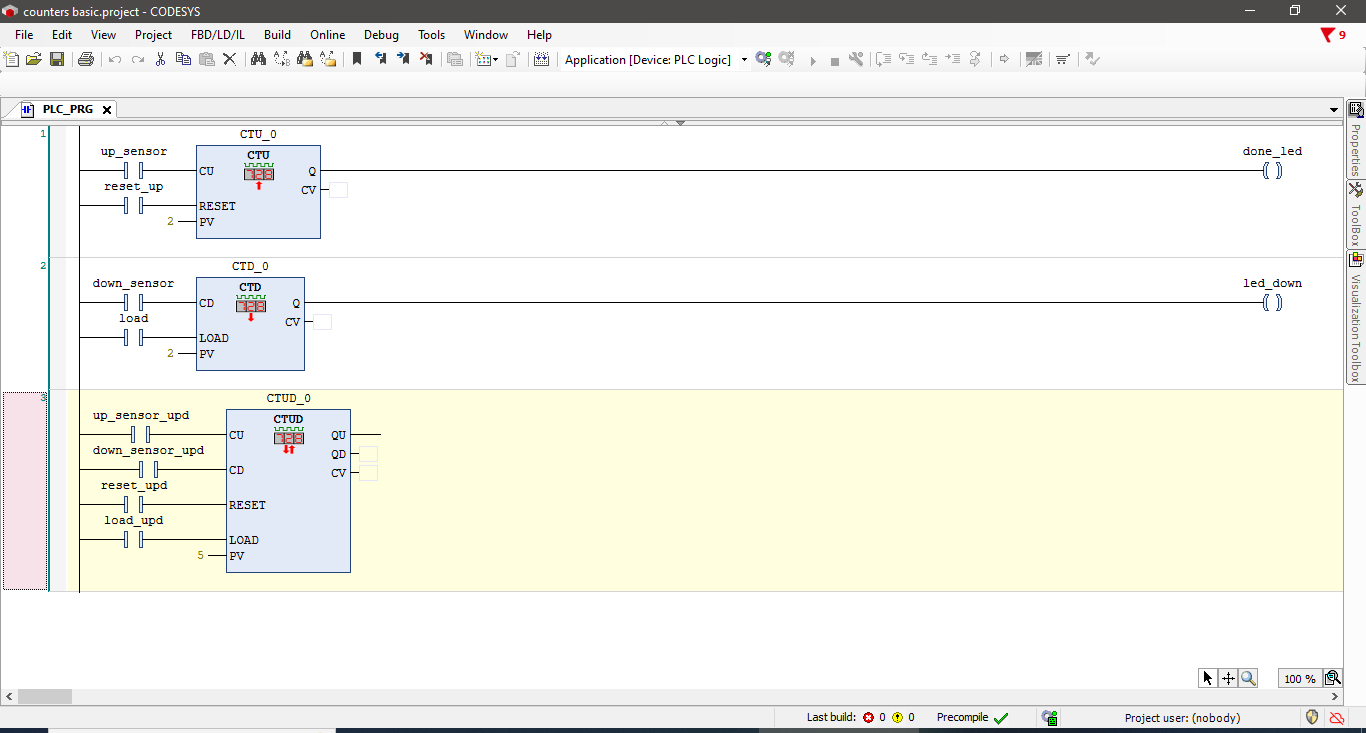 counters basic.project - CODESYS
File Edit View Project FBD/LD/IL Build Online Debug Tools Window Help
9
Application [Device: PLC Logic]
PLC_PRG
1
CTU_0
up_sensor
CTU
done_led
CU
Q
reset_up
CV
RESET
2
PV
2
CTD_0
down_sensor
CTD
led_down
CD
Q
load
CV
LOAD
2
PV
3
CTUD_0
up_sensor_upd
CTUD
CU
QU
down_sensor_upd
QD
CD
CV
reset_upd
RESET
load_upd
LOAD
5
PV
Properties
ToolBox
Visualization Toolbox
100 %
Last build: 0 0 Precompile Project user: (nobody)